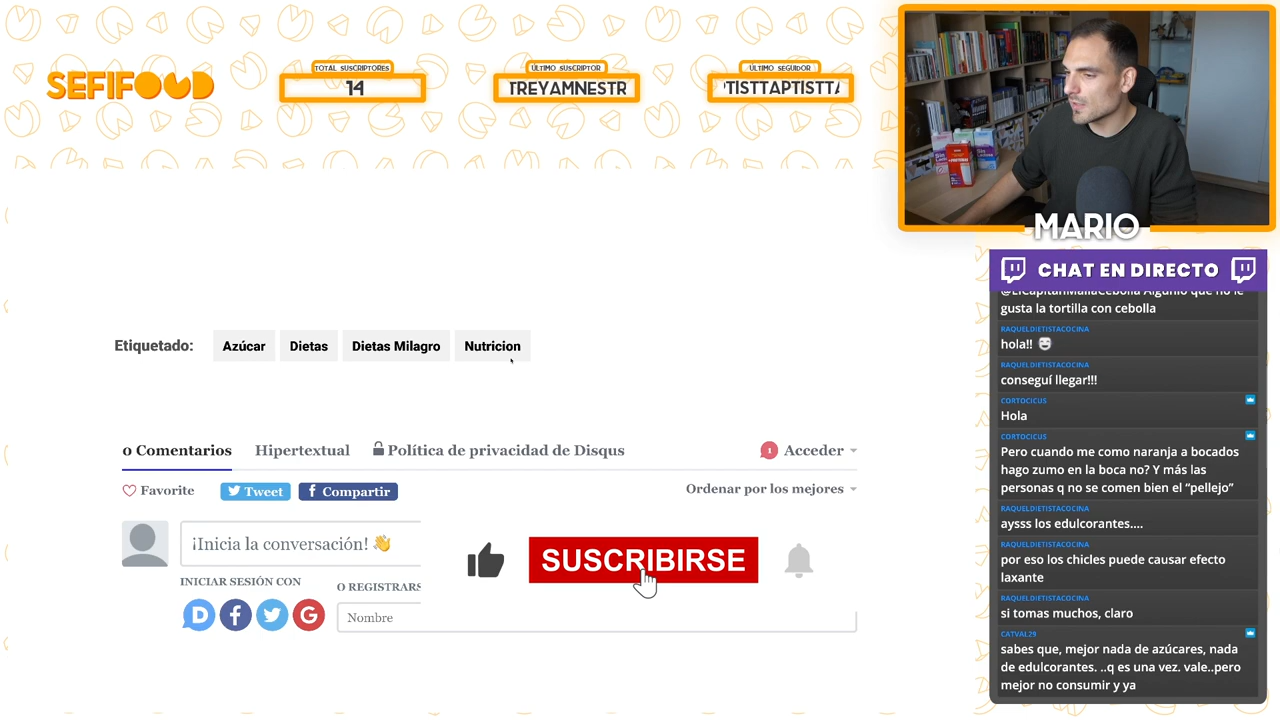 SEFIFOOD
TOTAL SUSCRIPTORES
14
ÚLTIMO SUSCRIPTOR
TREYAMNESTR
ÚLTIMO SEGUIDOR
TISTTAPTISTTA
MARIO
CHAT EN DIRECTO
gusta la tortilla con cebolla
RAQUELDIETISTACOCINA
hola!!
RAQUELDIETISTACOCINA
conseguí llegar!!!
CORTOCICUS
Hola
CORTOCICUS
Pero cuando me como naranja a bocados
hago zumo en la boca no? Y más las
personas q no se comen bien el “pellejo”
RAQUELDIETISTACOCINA
aysss los edulcorantes....
RAQUELDIETISTACOCINA
por eso los chicles puede causar efecto
laxante
RAQUELDIETISTACOCINA
si tomas muchos, claro
CATVAL29
sabes que, mejor nada de azúcares, nada
de edulcorantes. ..q es una vez. vale..pero
mejor no consumir y ya
Etiquetado: Azúcar Dietas Dietas Milagro Nutricion
0 Comentarios Hipertextual Política de privacidad de Disqus 1 Acceder
Favorite Tweet Compartir Ordenar por los mejores
¡Inicia la conversación! 👋
SUSCRIBIRSE
INICIAR SESIÓN CON
O REGISTRARS
Nombre